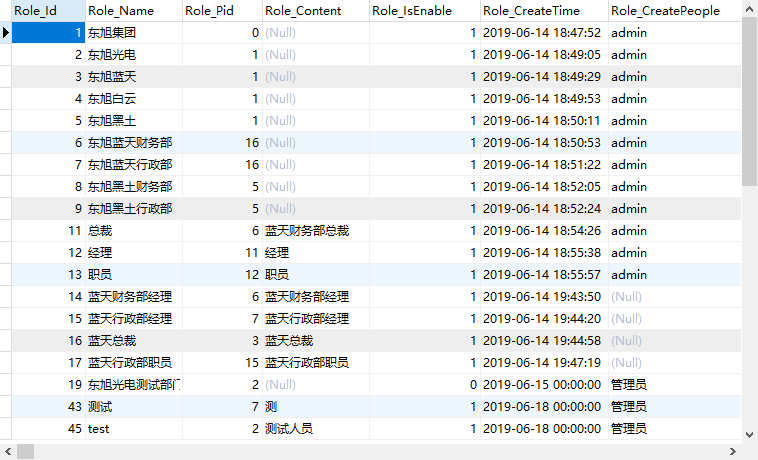 Role_Id Role_Name Role_Pid Role_Content Role_IsEnable Role_CreateTime Role_CreatePeople
1 东旭集团 0 (Null) 1 2019-06-14 18:47:52 admin
2 东旭光电 1 (Null) 1 2019-06-14 18:49:05 admin
3 东旭蓝天 1 (Null) 1 2019-06-14 18:49:29 admin
4 东旭白云 1 (Null) 1 2019-06-14 18:49:53 admin
5 东旭黑土 1 (Null) 1 2019-06-14 18:50:11 admin
6 东旭蓝天财务部 16 (Null) 1 2019-06-14 18:50:53 admin
7 东旭蓝天行政部 16 (Null) 1 2019-06-14 18:51:22 admin
8 东旭黑土财务部 5 (Null) 1 2019-06-14 18:52:05 admin
9 东旭黑土行政部 5 (Null) 1 2019-06-14 18:52:24 admin
11 总裁 6 蓝天财务部总裁 1 2019-06-14 18:54:26 admin
12 经理 11 经理 1 2019-06-14 18:55:38 admin
13 职员 12 职员 1 2019-06-14 18:55:57 admin
14 蓝天财务部经理 6 蓝天财务部经理 1 2019-06-14 19:43:50 (Null)
15 蓝天行政部经理 7 蓝天行政部经理 1 2019-06-14 19:44:20 (Null)
16 蓝天总裁 3 蓝天总裁 1 2019-06-14 19:44:58 (Null)
17 蓝天行政部职员 15 蓝天行政部职员 1 2019-06-14 19:47:19 (Null)
19 东旭光电测试部门 2 (Null) 0 2019-06-15 00:00:00 管理员
43 测试 7 测 1 2019-06-18 00:00:00 管理员
45 test 2 测试人员 1 2019-06-18 00:00:00 管理员